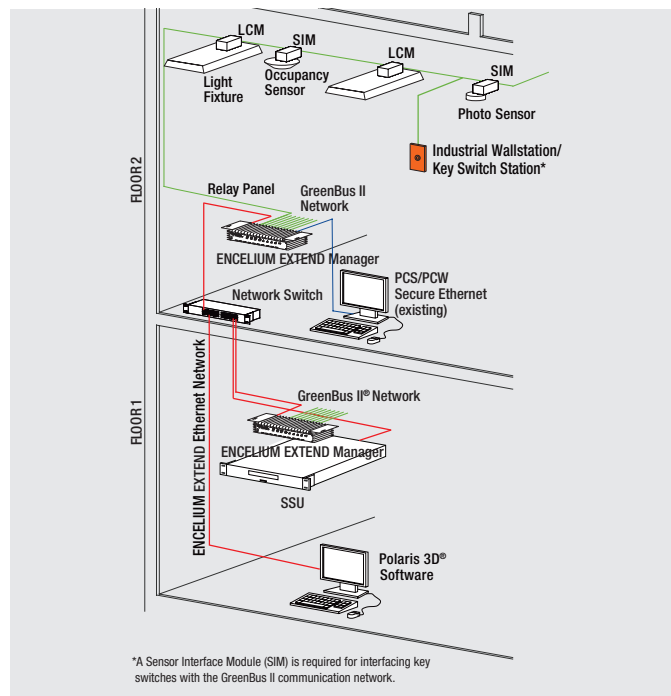 LCM
SIM
LCM
SIM
Light
Fixture
Occupancy
Sensor
Photo Sensor
Industrial Wallstation/
Key Switch Station*
FLOOR2
Relay Panel
GreenBus II
Network
ENCELIUM EXTEND Manager
Network Switch
PCS/PCW
Secure Ethernet
(existing)
FLOOR1
ENCELIUM EXTEND Ethernet Network
GreenBus II® Network
ENCELIUM EXTEND Manager
SSU
Polaris 3D®
Software
*A Sensor Interface Module (SIM) is required for interfacing key
switches with the GreenBus II communication network.